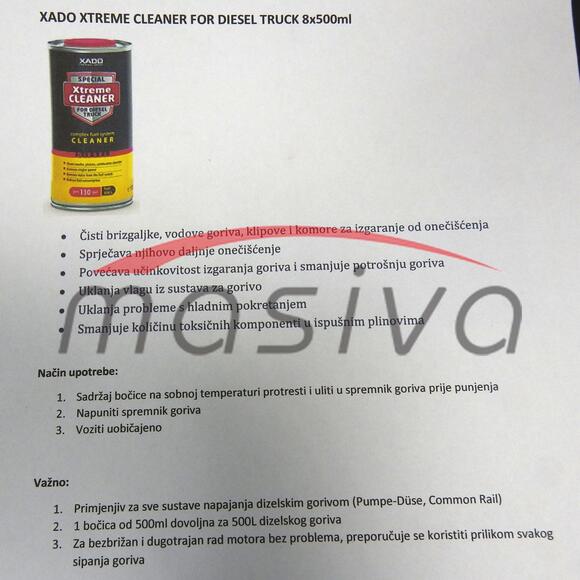 XADO XTREME CLEANER FOR DIESEL TRUCK 8x500ml
XADO
SPECIAL
Xtreme
CLEANER
FOR DIESEL
TRUCK
complex fuel system
CLEANER
DIESEL
110
• Čisti brizgaljke, vodove goriva, klipove i komore za izgaranje od onečišćenja
• Sprječava njihovo daljnje onečišćenje
• Povećava učinkovitost izgaranja goriva i smanjuje potrošnju goriva
• Uklanja vlagu iz sustava za gorivo
• Uklanja probleme s hladnim pokretanjem
• Smanjuje količinu toksičnih komponenti u ispušnim plinovima
masiva
Način upotrebe:
1. Sadržaj bočice na sobnoj temperaturi protresti i uliti u spremnik goriva prije punjenja
2. Napuniti spremnik goriva
3. Voziti uobičajeno
Važno:
1. Primjenjiv za sve sustave napajanja dizelskim gorivom (Pumpe-Düse, Common Rail)
2. 1 bočica od 500ml dovoljna za 500L dizelskog goriva
3. Za bezbrižan i dugotrajan rad motora bez problema, preporučuje se koristiti prilikom svakog
sipanja goriva